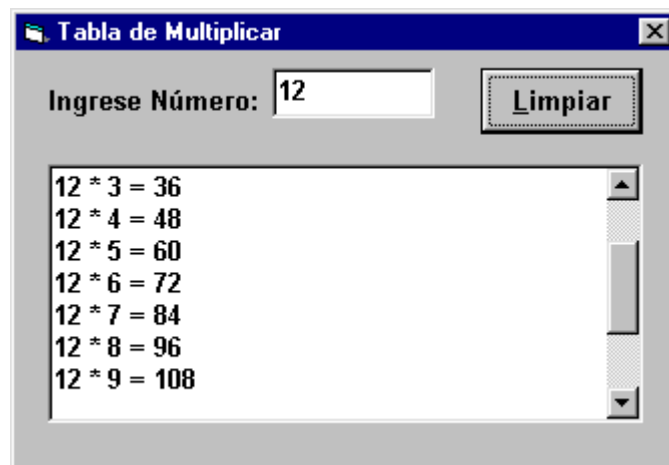 Tabla de Multiplicar
Ingrese Número: 12 Limpiar
12 * 3 = 36
12 * 4 = 48
12 * 5 = 60
12 * 6 = 72
12 * 7 = 84
12 * 8 = 96
12 * 9 = 108